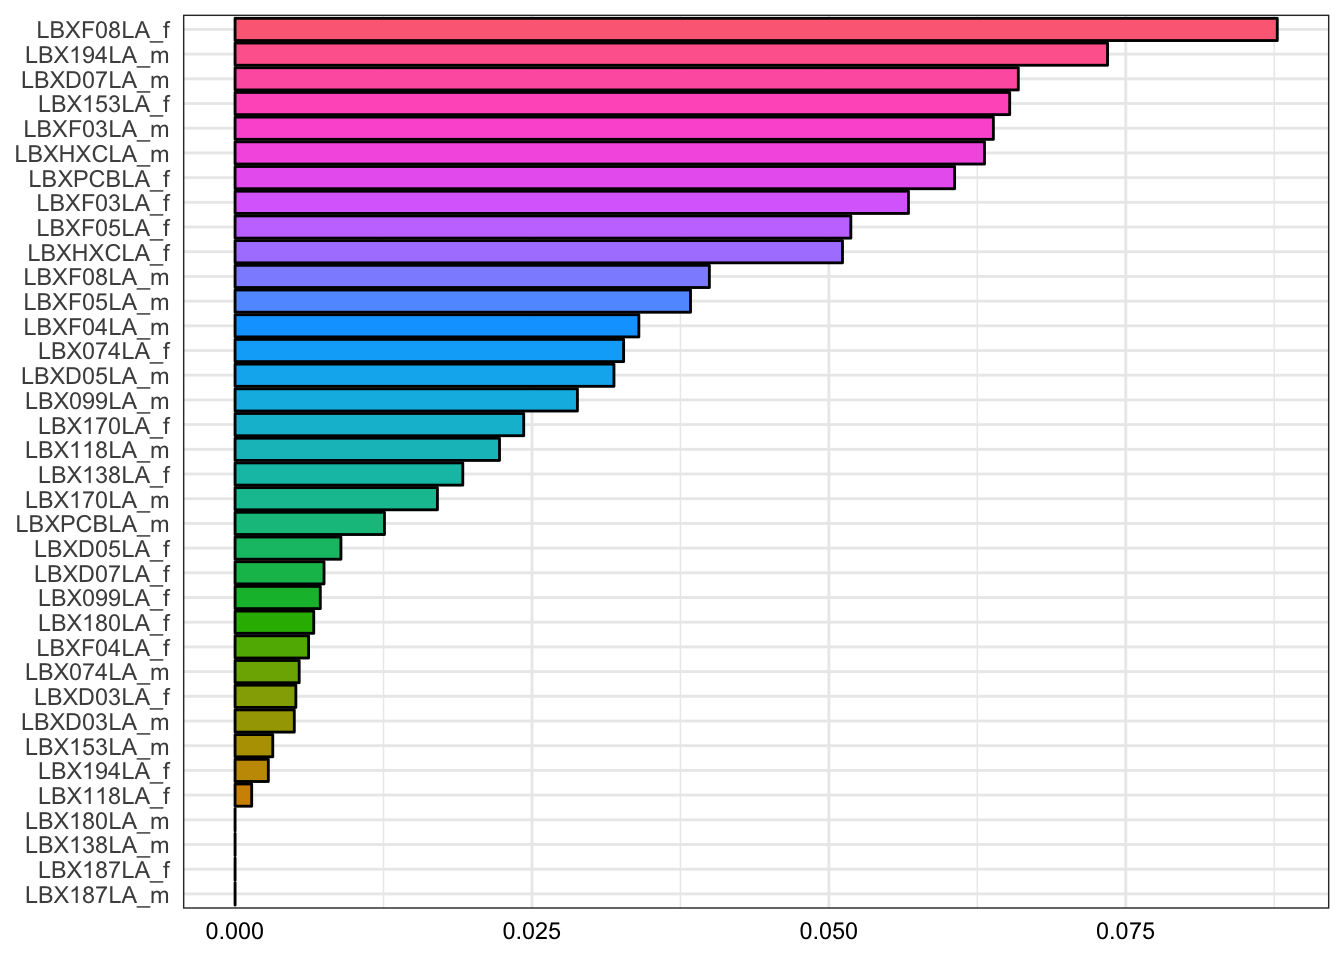 LBXF08LA_f
LBX194LA_m
LBXD07LA_m
LBX153LA_f
LBXF03LA_m
LBXHXCLA_m
LBXPCBLA_f
LBXF03LA_f
LBXF05LA_f
LBXHXCLA_f
LBXF08LA_m
LBXF05LA_m
LBXF04LA_m
LBX074LA_f
LBXD05LA_m
LBX099LA_m
LBX170LA_f
LBX118LA_m
LBX138LA_f
LBX170LA_m
LBXPCBLA_m
LBXD05LA_f
LBXD07LA_f
LBX099LA_f
LBX180LA_f
LBXF04LA_f
LBX074LA_m
LBXD03LA_f
LBXD03LA_m
LBX153LA_m
LBX194LA_f
LBX118LA_f
LBX180LA_m
LBX138LA_m
LBX187LA_f
LBX187LA_m
0.000 0.025 0.050 0.075